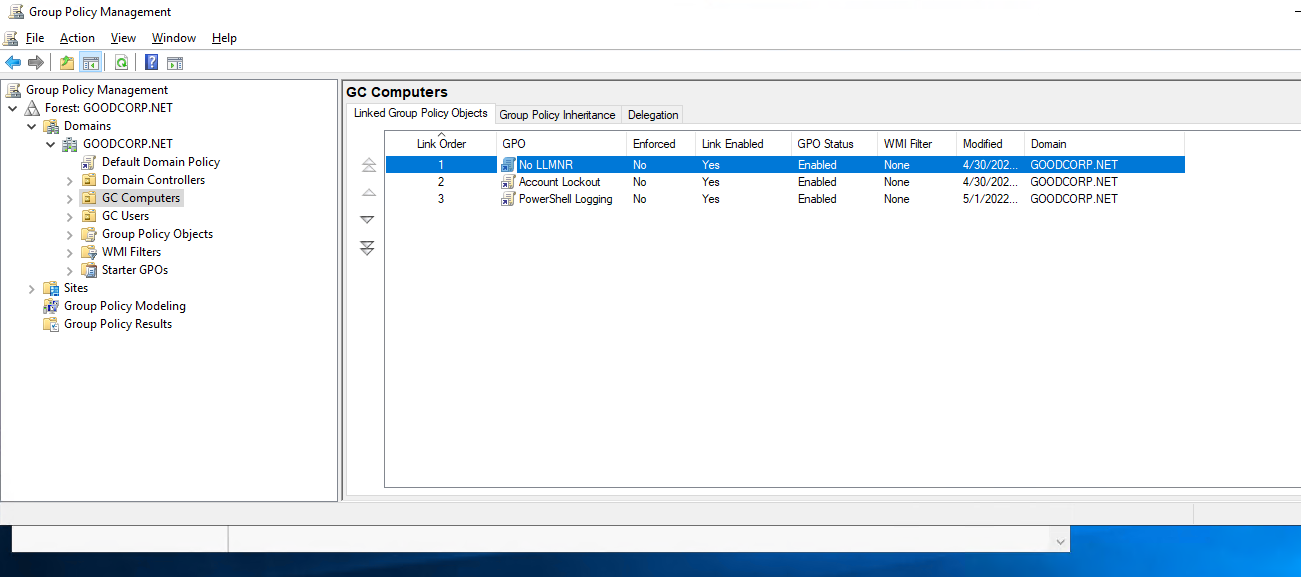 Group Policy Management
File Action View Window Help
Group Policy Management
Forest: GOODCORP.NET
Domains
GOODCORP.NET
Default Domain Policy
Domain Controllers
GC Computers
GC Users
Group Policy Objects
WMI Filters
Starter GPOs
Sites
Group Policy Modeling
Group Policy Results
GC Computers
Linked Group Policy Objects Group Policy Inheritance Delegation
Link Order GPO Enforced Link Enabled GPO Status WMI Filter Modified Domain
1 No LLMNR No Yes Enabled None 4/30/202... GOODCORP.NET
2 Account Lockout No Yes Enabled None 4/30/202... GOODCORP.NET
3 PowerShell Logging No Yes Enabled None 5/1/2022... GOODCORP.NET